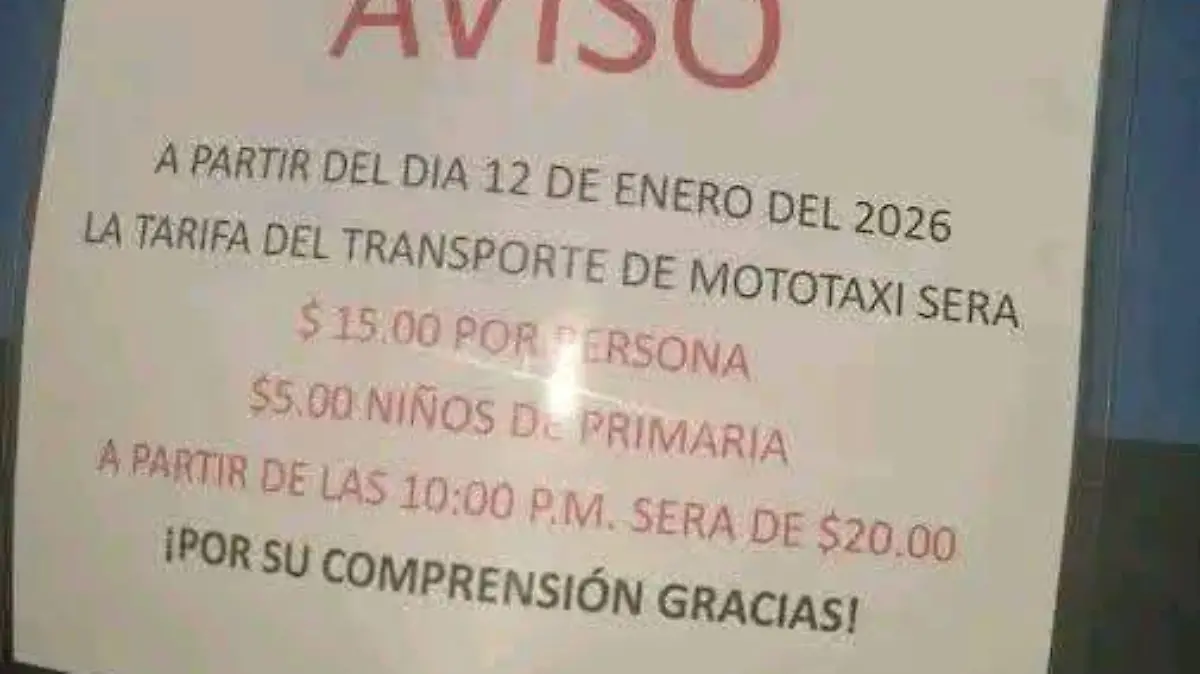 AVISO
A PARTIR DEL DIA 12 DE ENERO DEL 2026
LA TARIFA DEL TRANSPORTE DE MOTOTAXI SERA
$ 15.00 POR PERSONA
$5.00 NIÑOS DE PRIMARIA
A PARTIR DE LAS 10:00 P.M. SERA DE $20.00
¡POR SU COMPRENSIÓN GRACIAS!